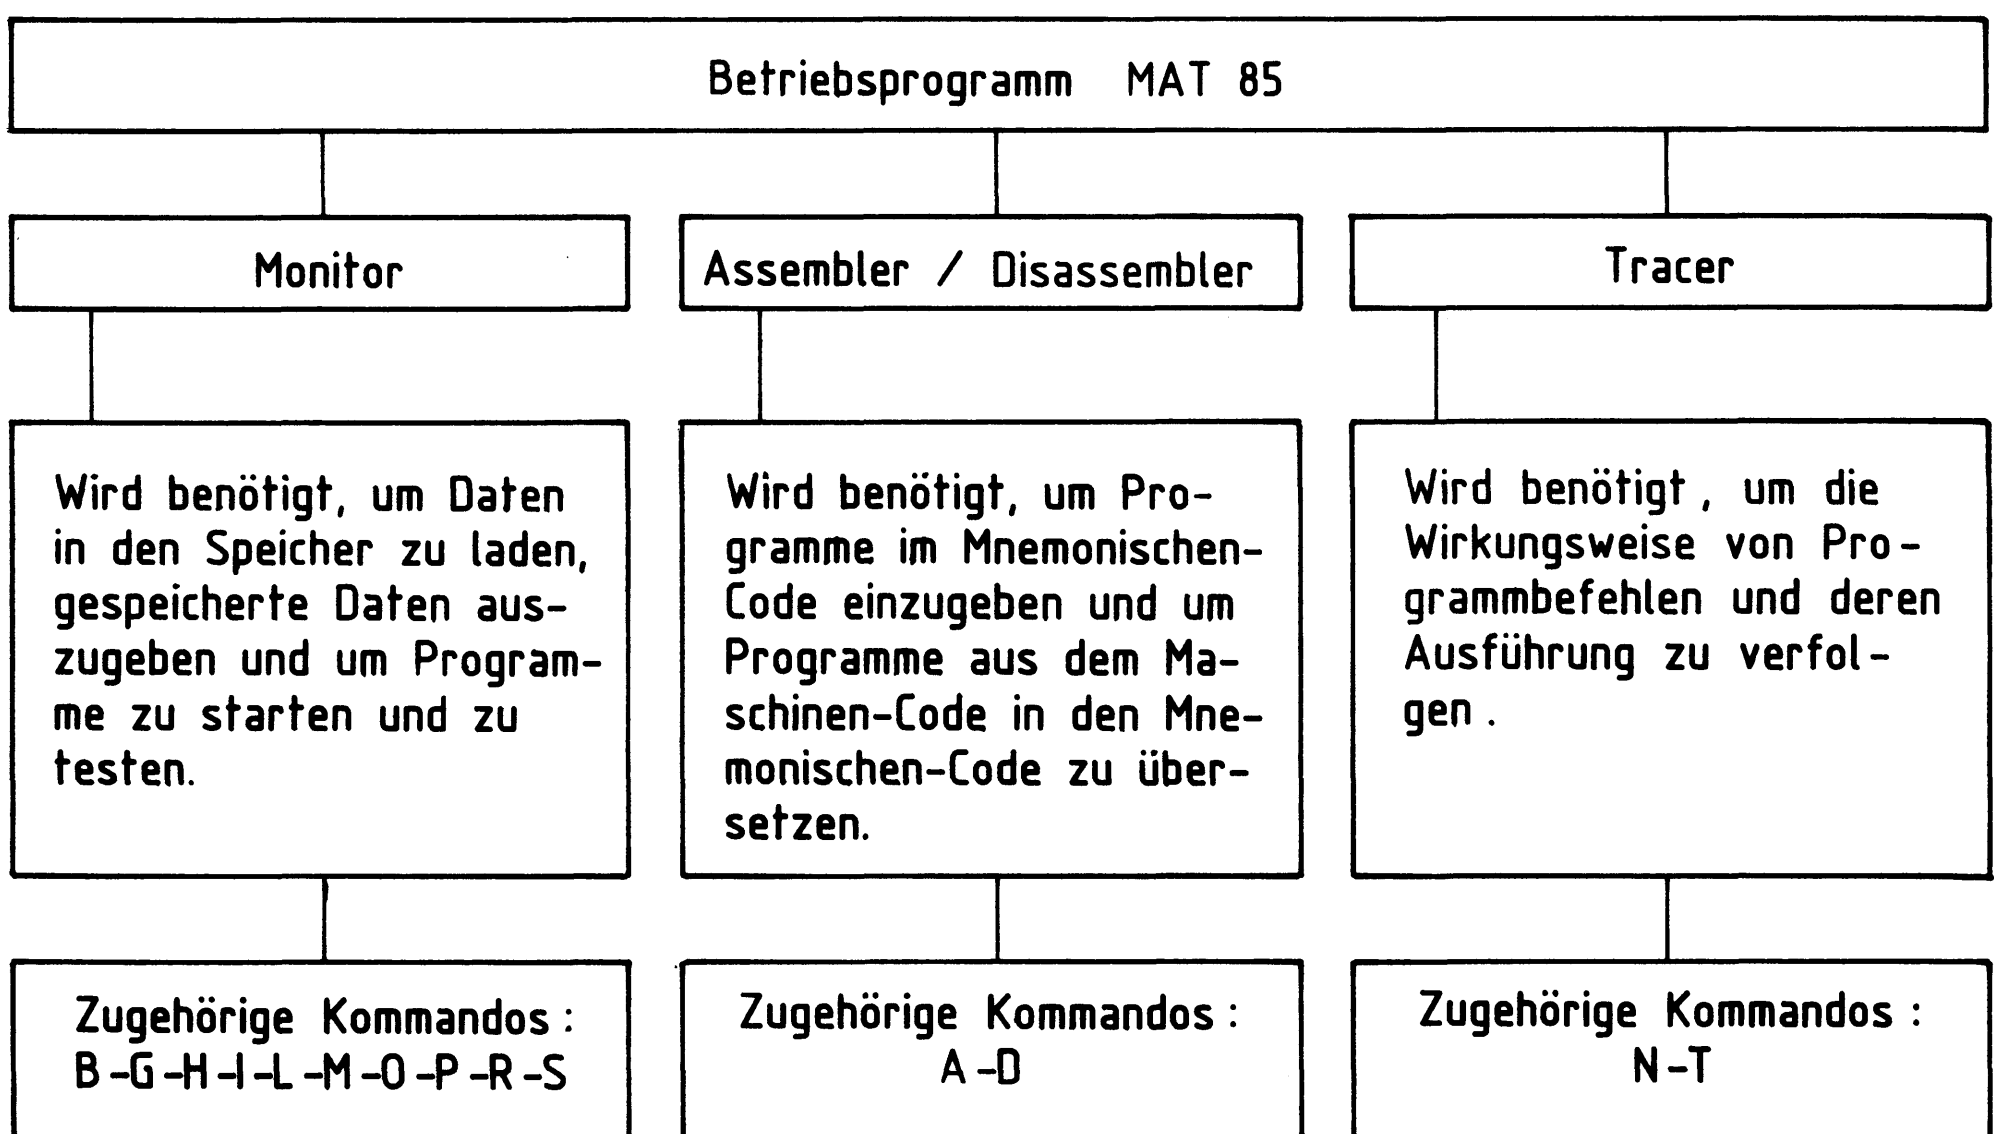 Betriebsprogramm MAT 85
Monitor
Wird benötigt, um Daten
in den Speicher zu laden,
gespeicherte Daten aus-
zugeben und um Program-
me zu starten und zu
testen.
Zugehörige Kommandos :
B-G-H-I-L-M-O-P-R-S
Assembler / Disassembler
Wird benötigt, um Pro-
gramme im Mnemonischen-
Code einzugeben und um
Programme aus dem Ma-
schinen-Code in den Mne-
monischen-Code zu über-
setzen.
Zugehörige Kommandos :
A-D
Tracer
Wird benötigt, um die
Wirkungsweise von Pro-
grammbefehlen und deren
Ausführung zu verfol-
gen.
Zugehörige Kommandos :
N-T